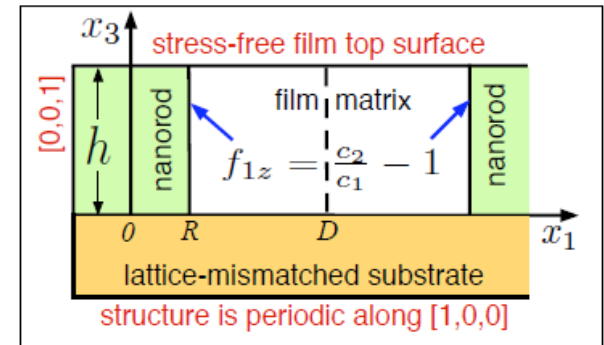 x₃
stress-free film top surface
[0,0,1]
h
nanorod
film matrix
nanorod
f₁z = c₂/c₁ − 1
0 R D x₁
lattice-mismatched substrate
structure is periodic along [1,0,0]